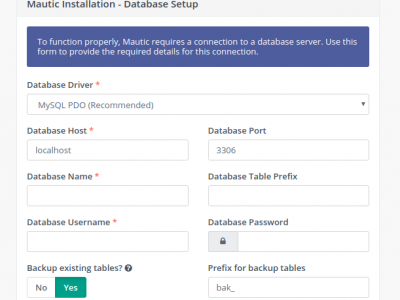 Mautic Installation - Database Setup
To function properly, Mautic requires a connection to a database server. Use this
form to provide the required details for this connection.
Database Driver *
MySQL PDO (Recommended)
Database Host * Database Port
localhost 3306
Database Name * Database Table Prefix
Database Username * Database Password
Backup existing tables? Prefix for backup tables
No Yes bak_